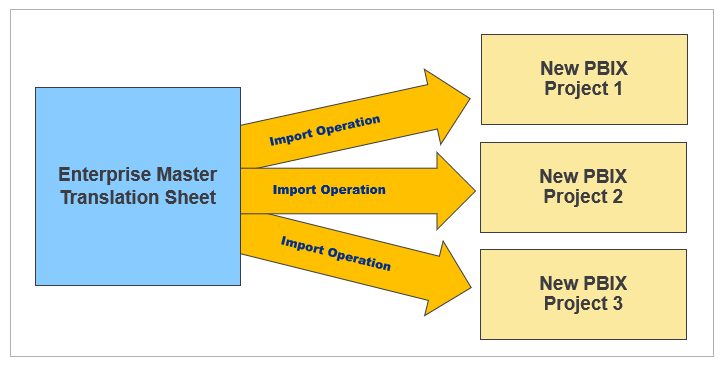 Enterprise Master
Translation Sheet
Import Operation
Import Operation
Import Operation
New PBIX
Project 1
New PBIX
Project 2
New PBIX
Project 3